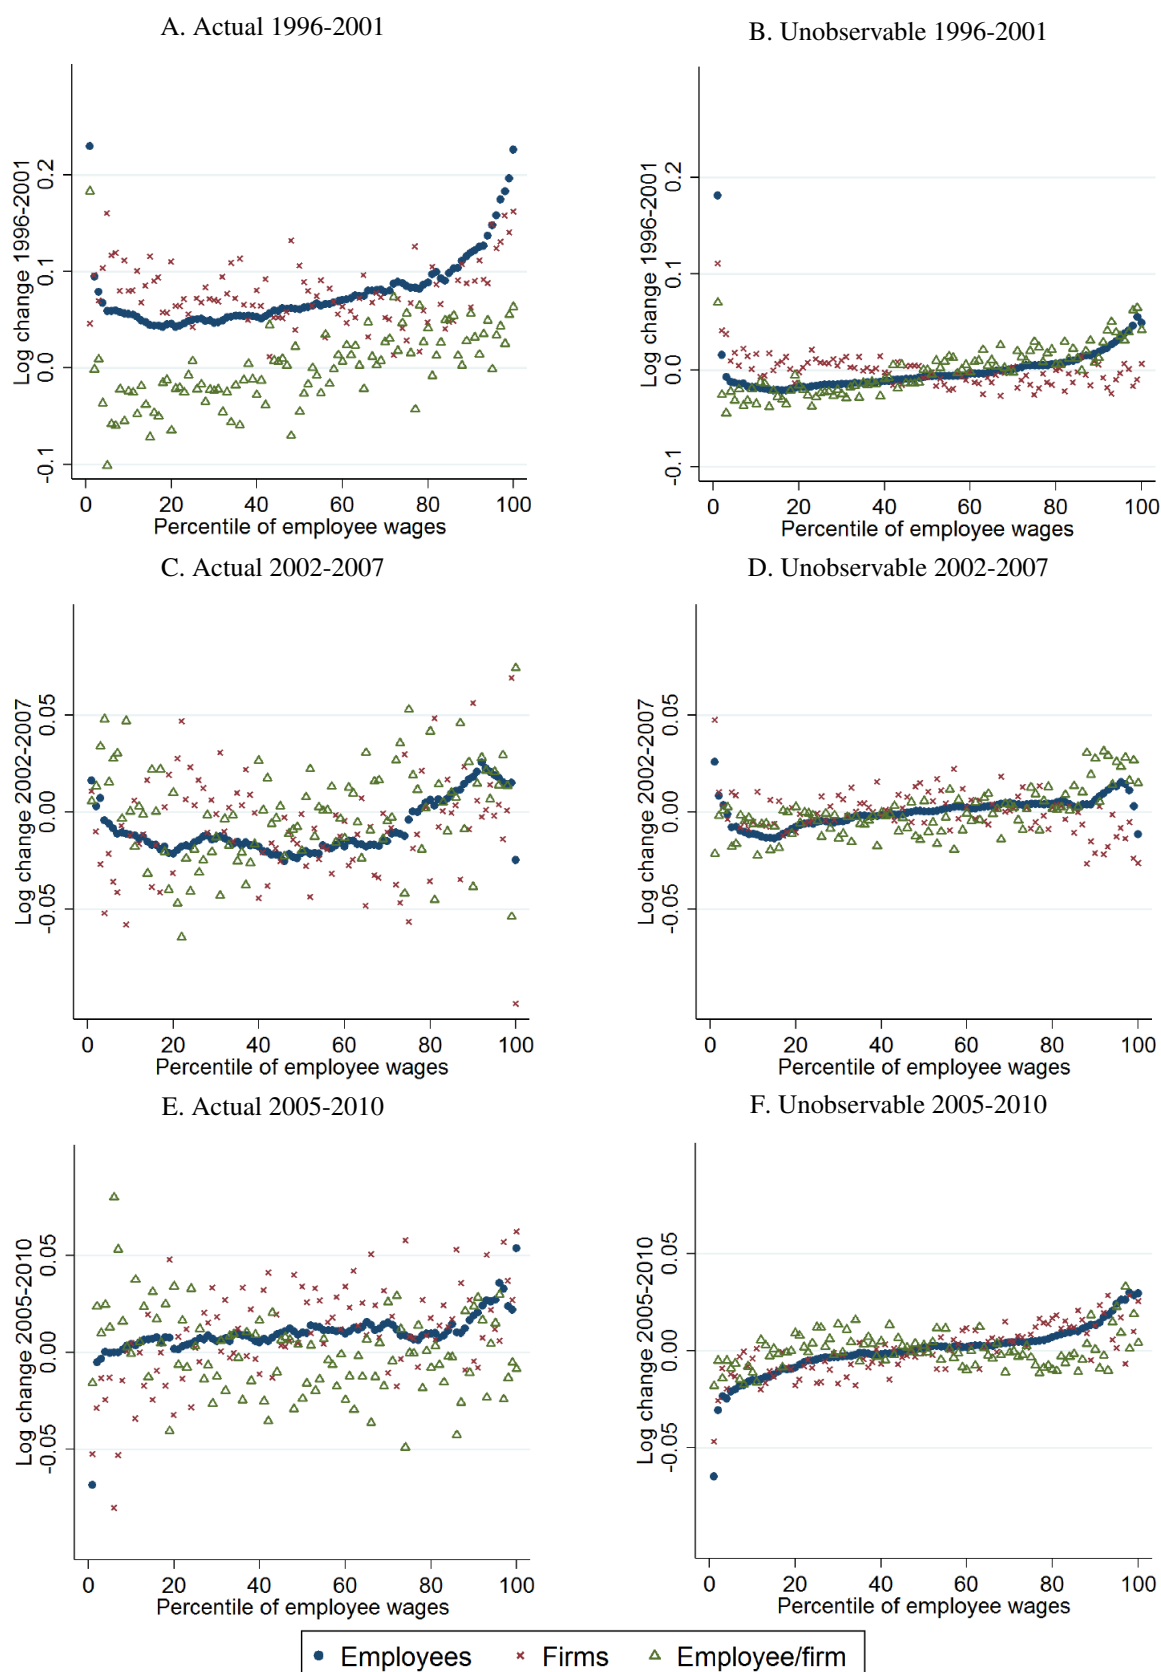 A. Actual 1996-2001
B. Unobservable 1996-2001
Log change 1996-2001
-0.1 0.0 0.1 0.2
0 20 40 60 80 100
Percentile of employee wages
Log change 1996-2001
-0.1 0.0 0.1 0.2
0 20 40 60 80 100
Percentile of employee wages
C. Actual 2002-2007
D. Unobservable 2002-2007
Log change 2002-2007
-0.05 0.00 0.05
0 20 40 60 80 100
Percentile of employee wages
Log change 2002-2007
-0.05 0.00 0.05
0 20 40 60 80 100
Percentile of employee wages
E. Actual 2005-2010
F. Unobservable 2005-2010
Log change 2005-2010
-0.05 0.00 0.05
0 20 40 60 80 100
Percentile of employee wages
Log change 2005-2010
-0.05 0.00 0.05
0 20 40 60 80 100
Percentile of employee wages
Employees Firms Employee/firm